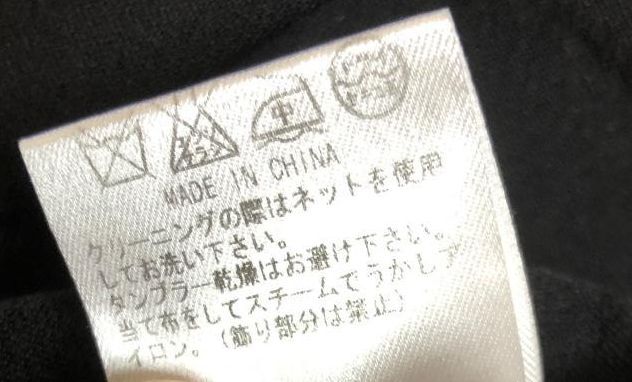 エンソ
サラシ
中
MADE IN CHINA
クリーニングの際はネットを使用
してお洗い下さい。
タンブラー乾燥はお避け下さい。
当て布をしてスチームでうかしア
イロン。(飾り部分は禁止)